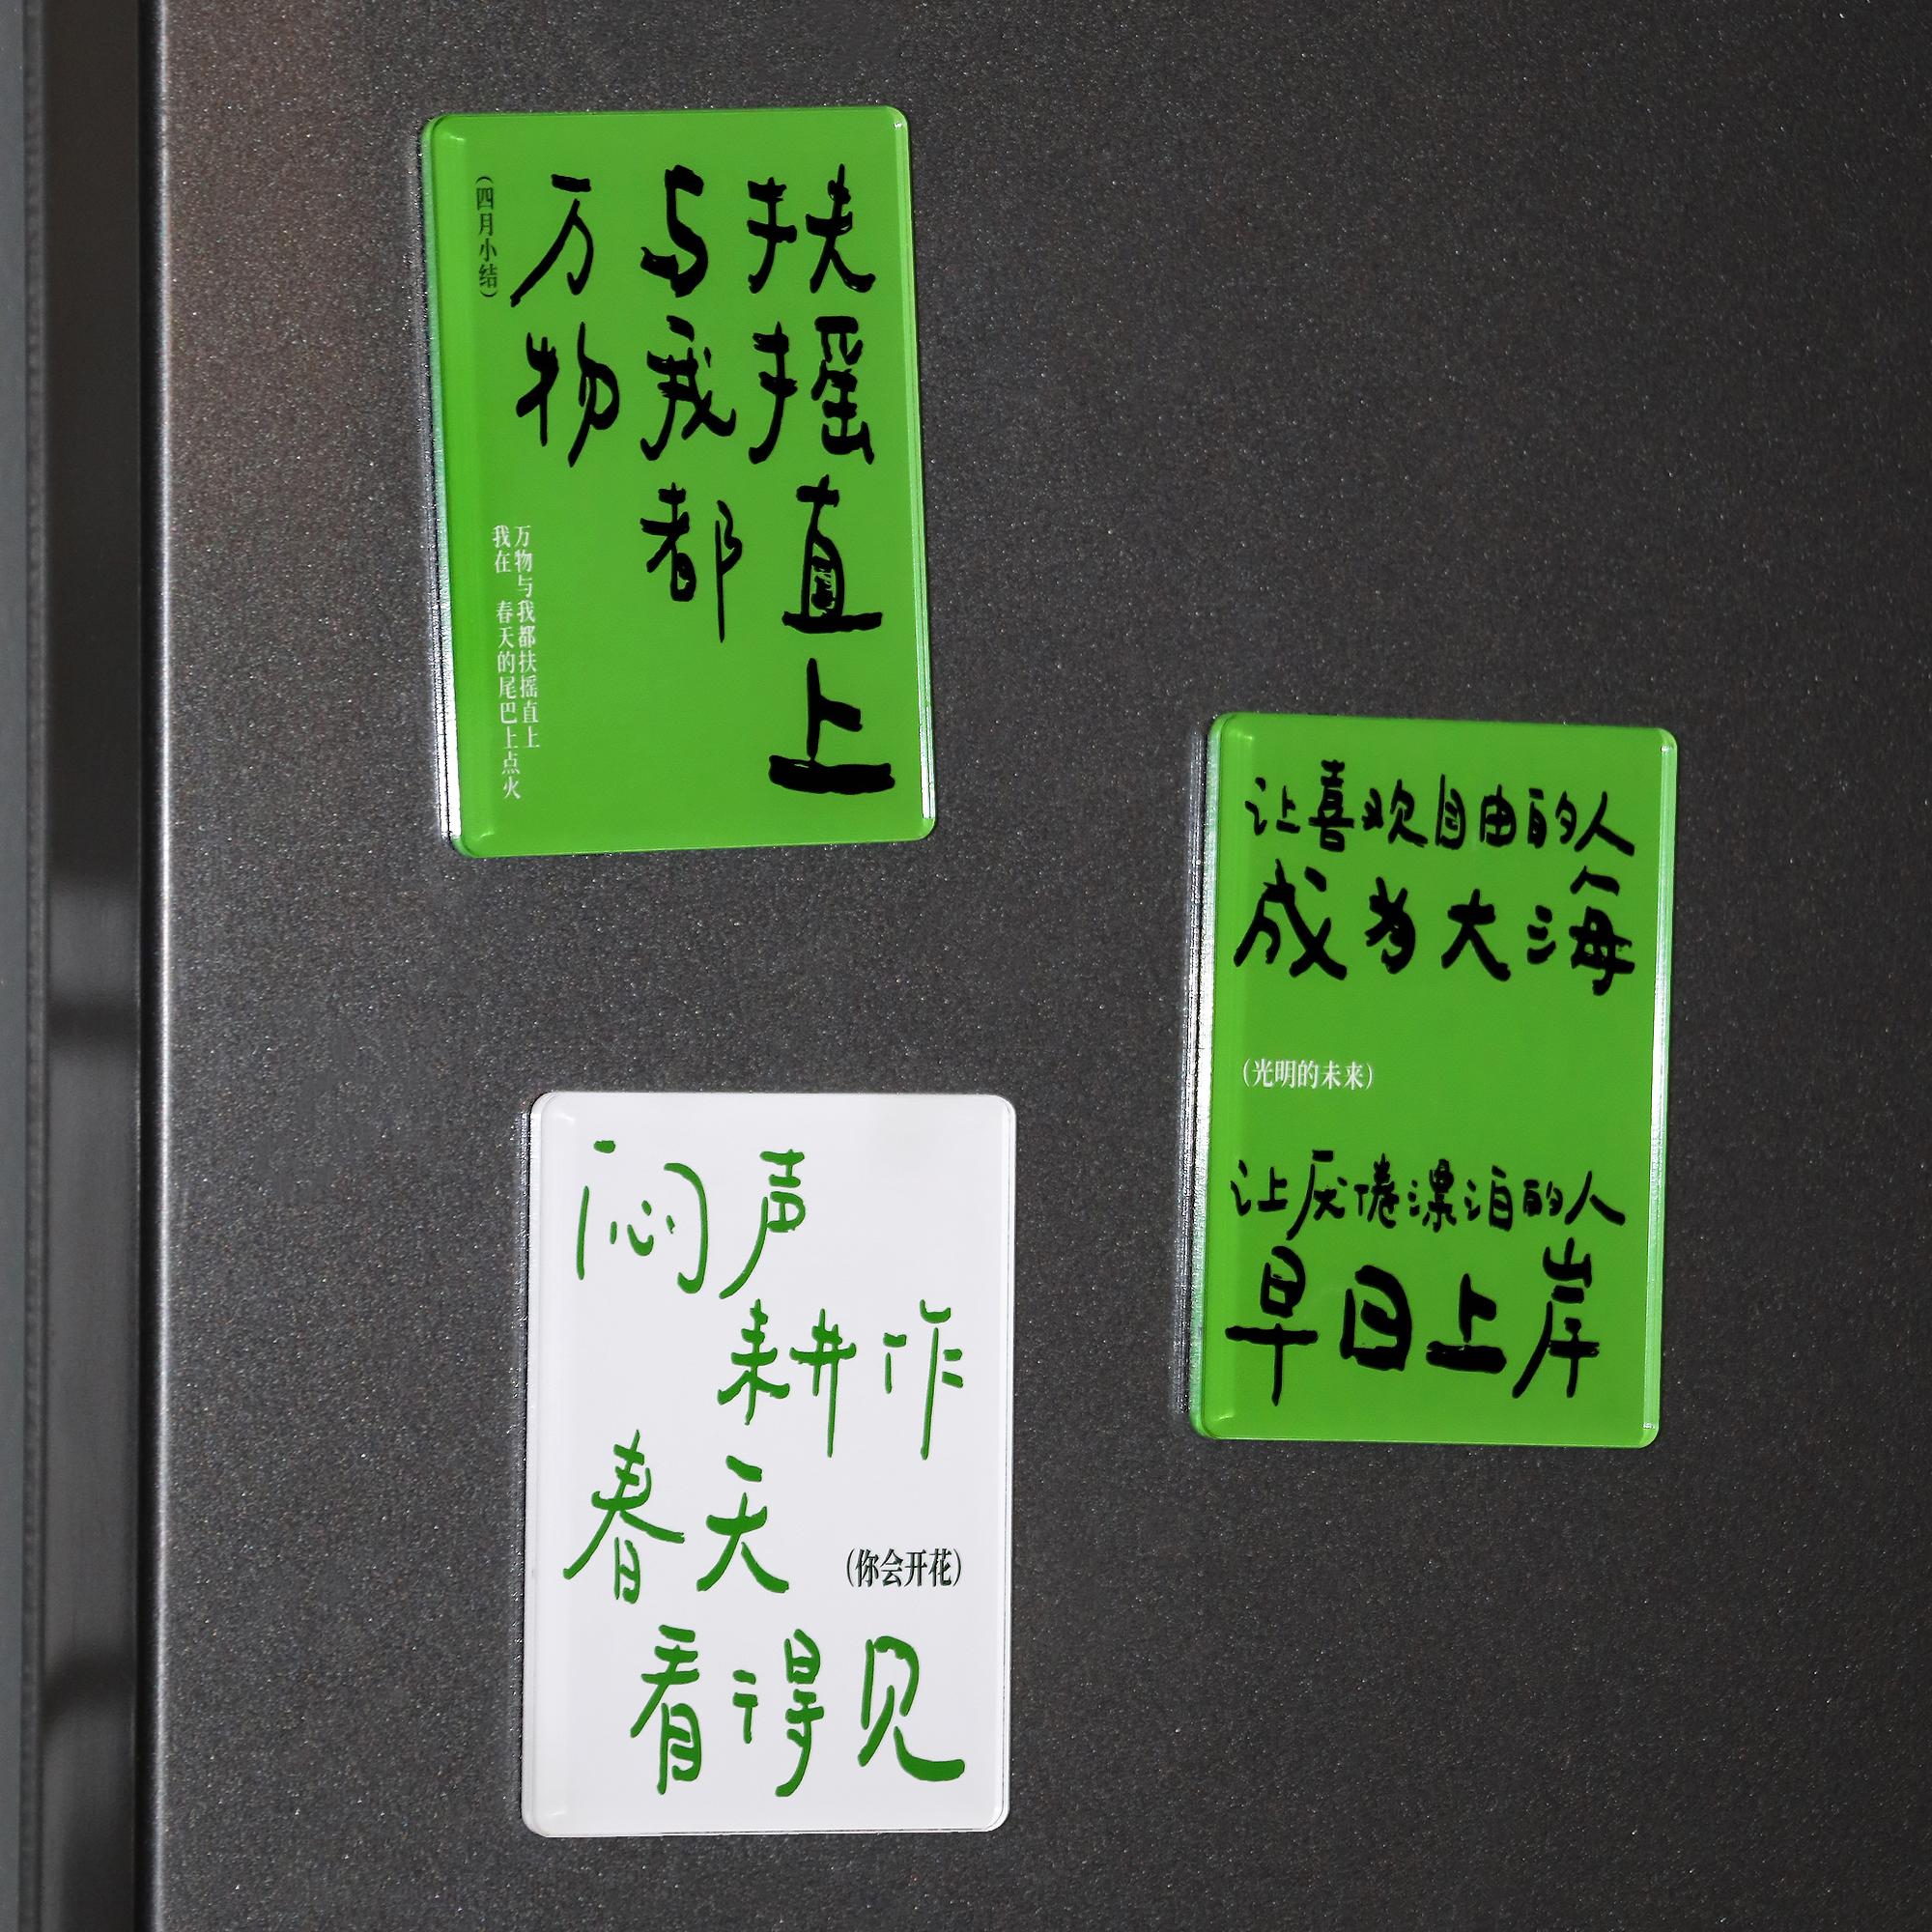 (四月小结)
万物
与我都
扶摇直上
万物与我都扶摇直上
我在 春天的尾巴上点火
让喜欢自由的人
成为大海
(光明的未来)
让厌倦漂泊的人
早日上岸
闷声
耕作
春天
(你会开花)
看得见